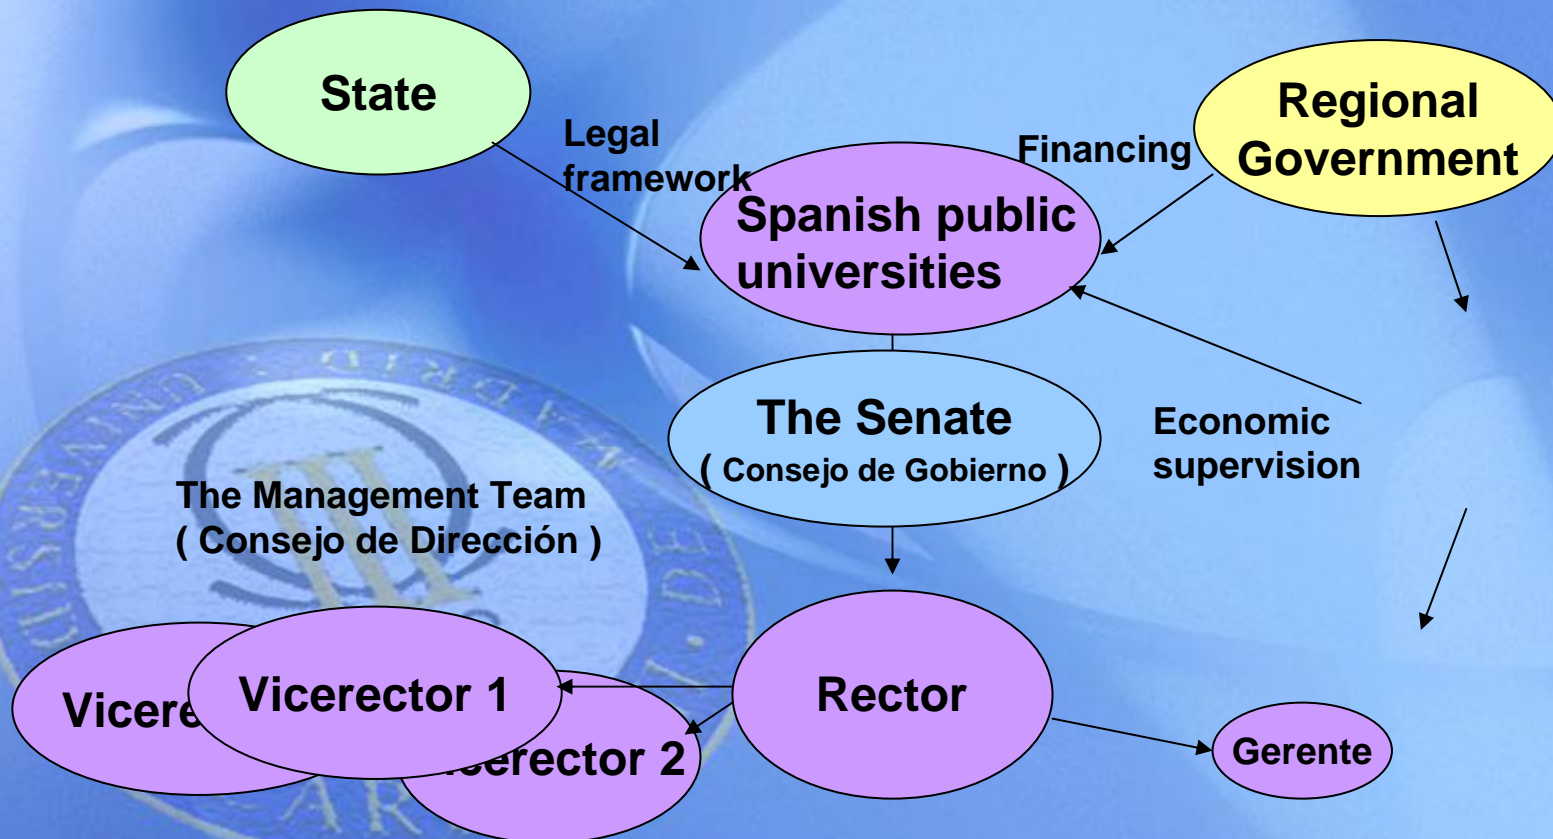 State
Regional
Government
Legal
framework
Financing
Spanish public
universities
The Senate
( Consejo de Gobierno )
Economic
supervision
The Management Team
( Consejo de Dirección )
Vicerector 1
Rector
Gerente